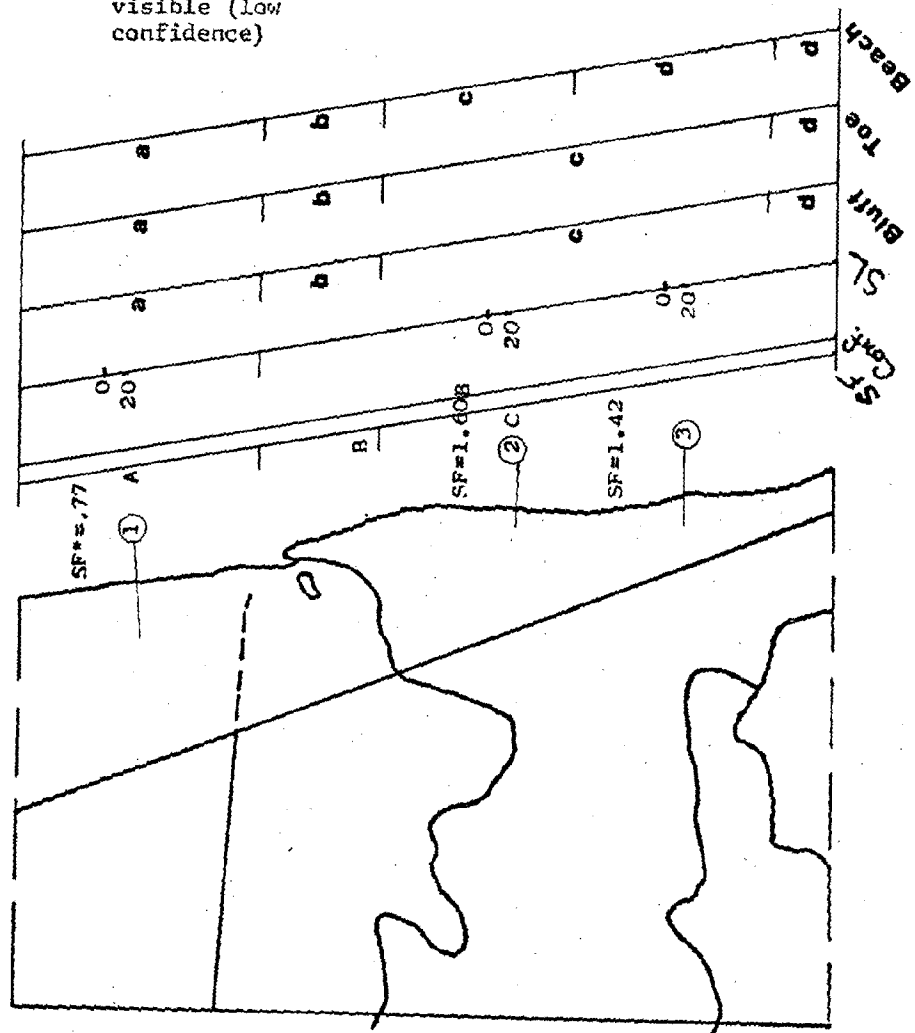 visible (low
confidence)
Beach
a
b
c
d
d
Toe
a
b
c
d
Bluff
a
b
c
d
SL
0-
20-
0-
20-
0-
20-
Conf.
SF
A
B
C
SF*=.77
SF=1.608
SF=1.42
1
2
3